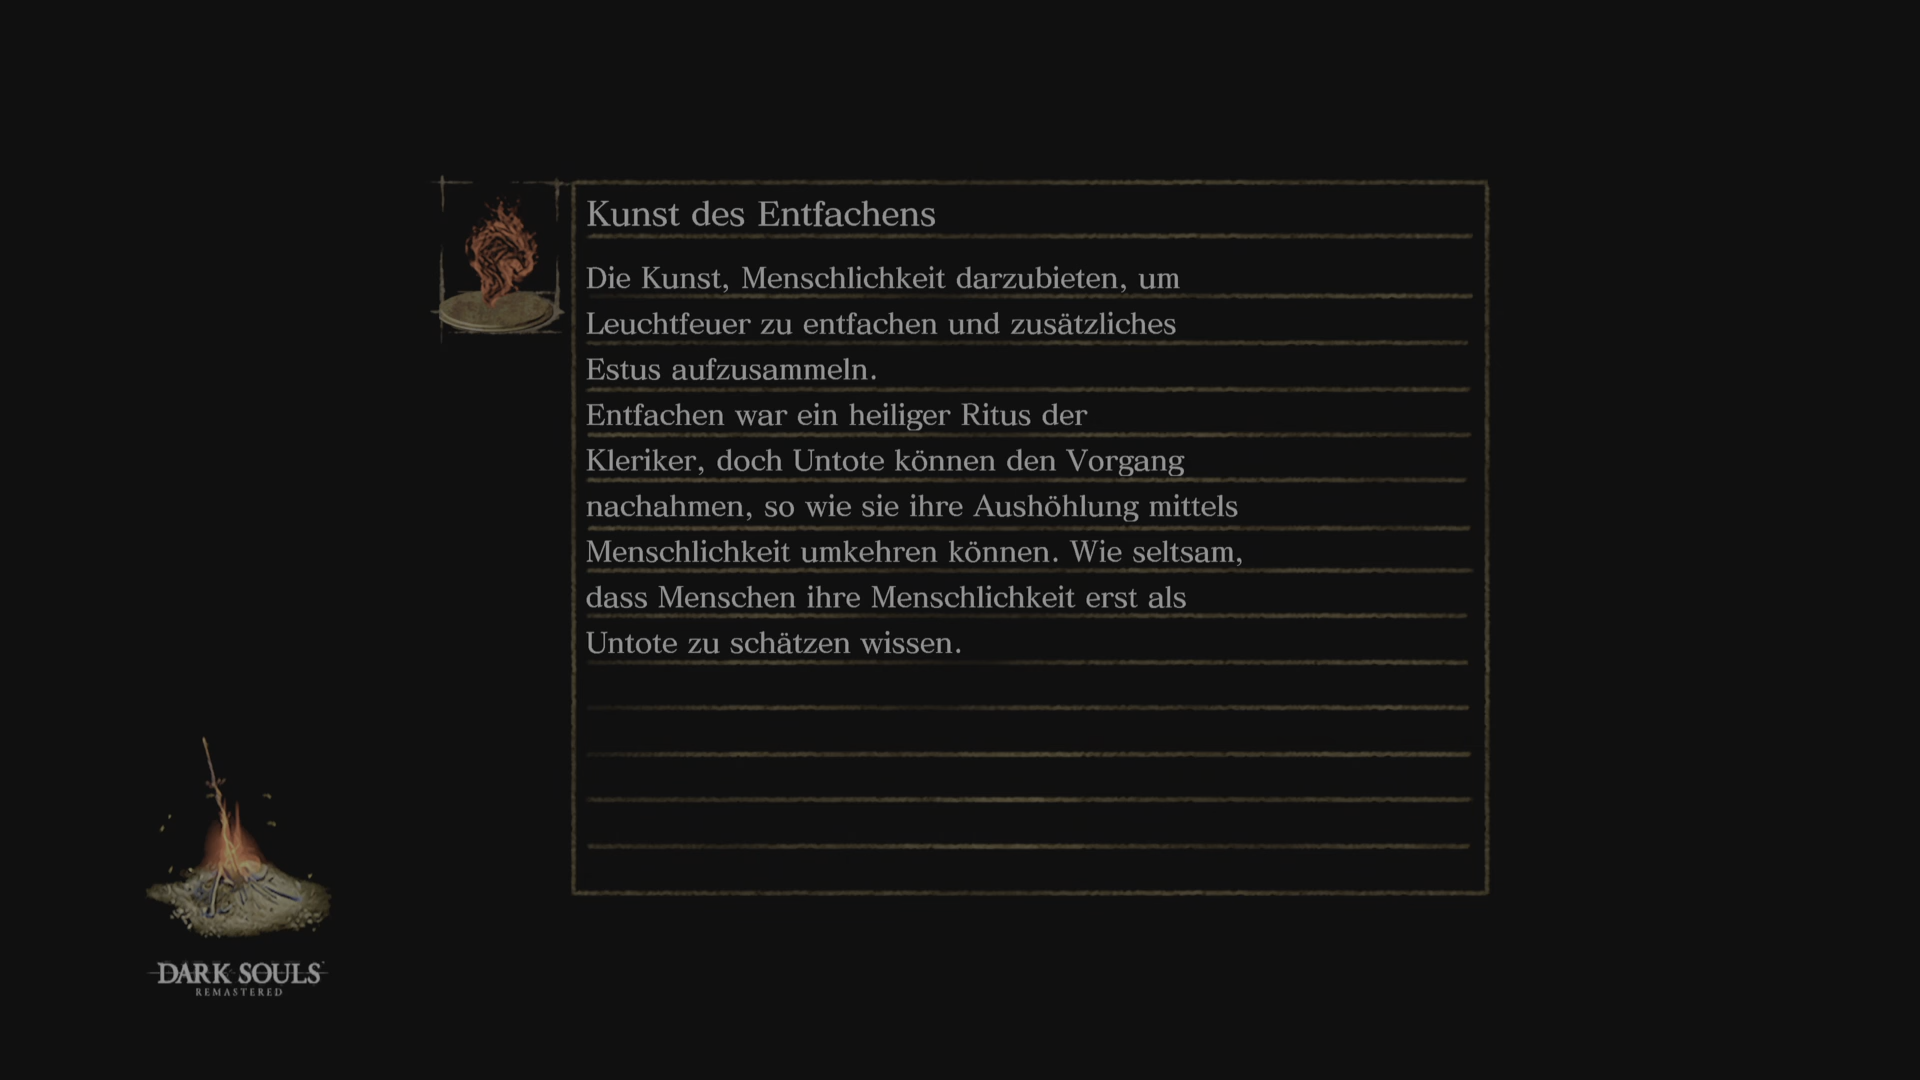 Kunst des Entfachens
Die Kunst, Menschlichkeit darzubieten, um
Leuchtfeuer zu entfachen und zusätzliches
Estus aufzusammeln.
Entfachen war ein heiliger Ritus der
Kleriker, doch Untote können den Vorgang
nachahmen, so wie sie ihre Aushöhlung mittels
Menschlichkeit umkehren können. Wie seltsam,
dass Menschen ihre Menschlichkeit erst als
Untote zu schätzen wissen.
DARK SOULS
REMASTERED